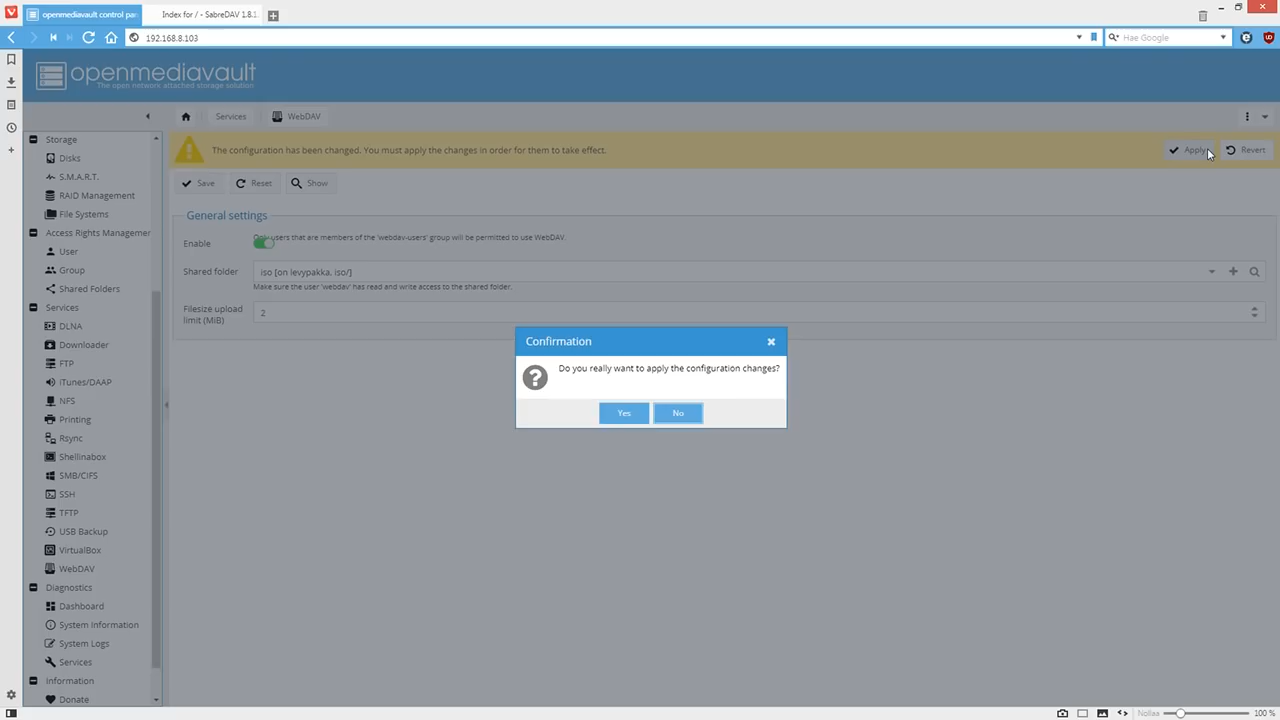 openmediavault control pan
Index for / - SabreDAV 1.8.1
192.168.8.103
Hae Google
openmediavault
The open network attached storage solution
Services
WebDAV
The configuration has been changed. You must apply the changes in order for them to take effect.
Apply
Revert
Save
Reset
Show
General settings
Enable
Only users that are members of the 'webdav-users' group will be permitted to use WebDAV.
Shared folder
iso [on levypakka, iso/]
Make sure the user 'webdav' has read and write access to the shared folder.
Filesize upload
limit (MiB)
2
Confirmation
Do you really want to apply the configuration changes?
Yes
No
Storage
Disks
S.M.A.R.T.
RAID Management
File Systems
Access Rights Managemer
User
Group
Shared Folders
Services
DLNA
Downloader
FTP
iTunes/DAAP
NFS
Printing
Rsync
Shellinabox
SMB/CIFS
SSH
TFTP
USB Backup
VirtualBox
WebDAV
Diagnostics
Dashboard
System Information
System Logs
Services
Information
Donate
Nollaa
100 %